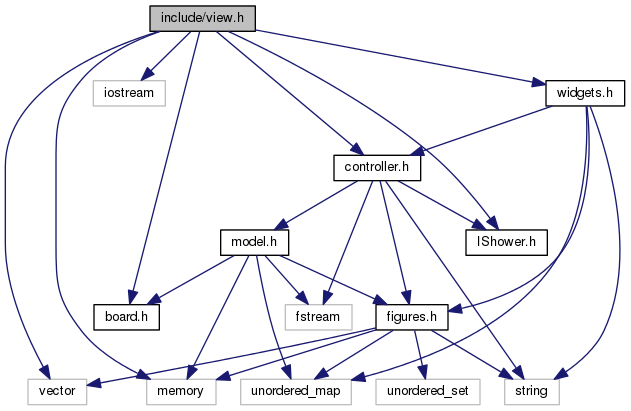 include/view.h
iostream
widgets.h
controller.h
model.h
IShower.h
board.h
fstream
figures.h
vector
memory
unordered_map
unordered_set
string